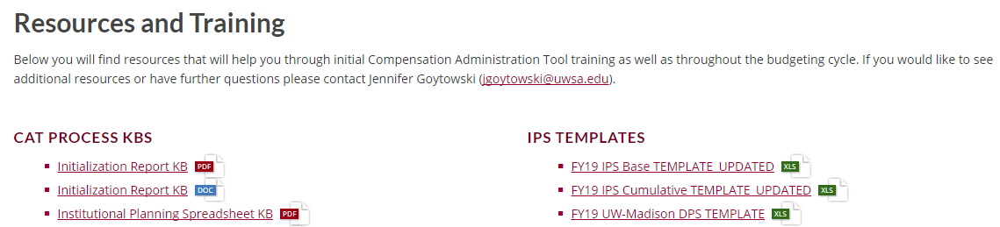 Resources and Training
Below you will find resources that will help you through initial Compensation Administration Tool training as well as throughout the budgeting cycle. If you would like to see
additional resources or have further questions please contact Jennifer Goytowski (jgoytowski@uwsa.edu).
CAT PROCESS KBS
Initialization Report KB PDF
Initialization Report KB DOC
Institutional Planning Spreadsheet KB PDF
IPS TEMPLATES
FY19 IPS Base TEMPLATE_UPDATED XLS
FY19 IPS Cumulative TEMPLATE_UPDATED XLS
FY19 UW-Madison DPS TEMPLATE XLS